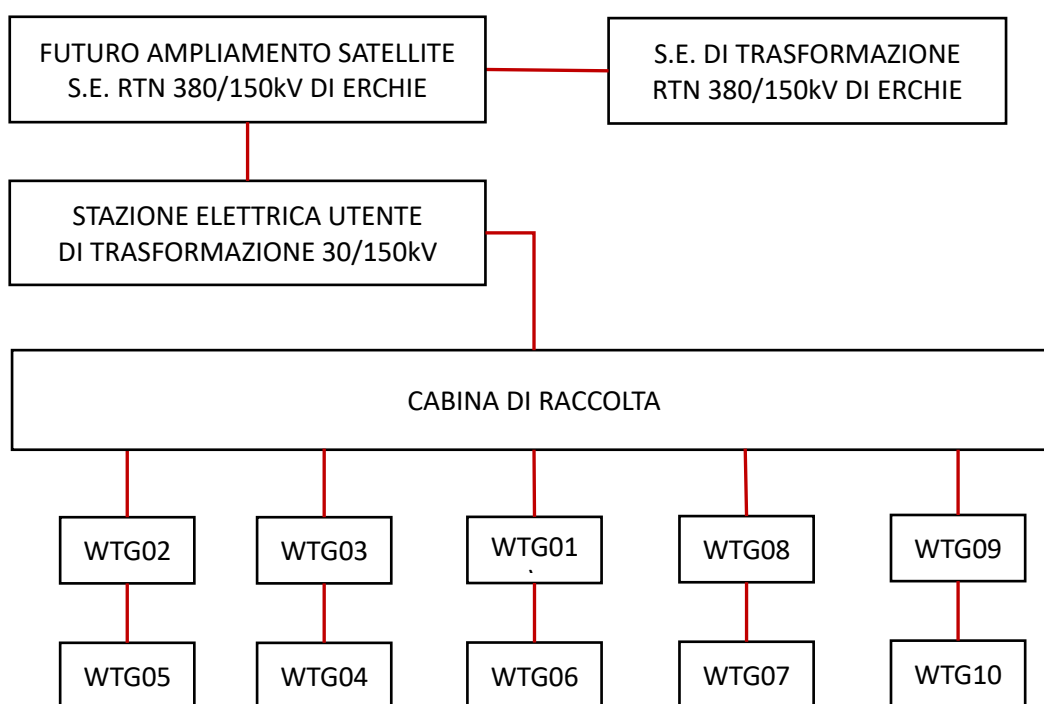 FUTURO AMPLIAMENTO SATELLITE
S.E. RTN 380/150kV DI ERCHIE
S.E. DI TRASFORMAZIONE
RTN 380/150kV DI ERCHIE
STAZIONE ELETTRICA UTENTE
DI TRASFORMAZIONE 30/150kV
CABINA DI RACCOLTA
WTG02
WTG03
WTG01
WTG08
WTG09
WTG05
WTG04
WTG06
WTG07
WTG10